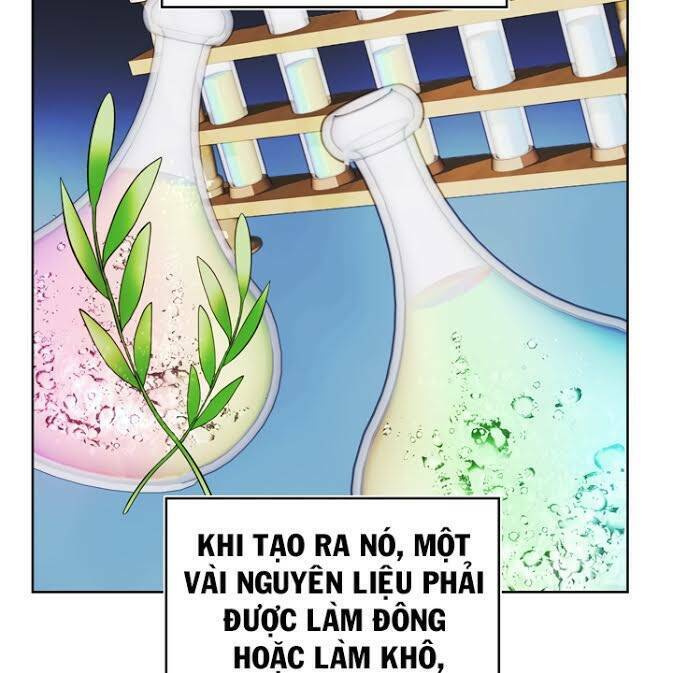 KHI TẠO RA NÓ, MỘT
VÀI NGUYÊN LIỆU PHẢI
ĐƯỢC LÀM ĐÔNG
HOẶC LÀM KHÔ,